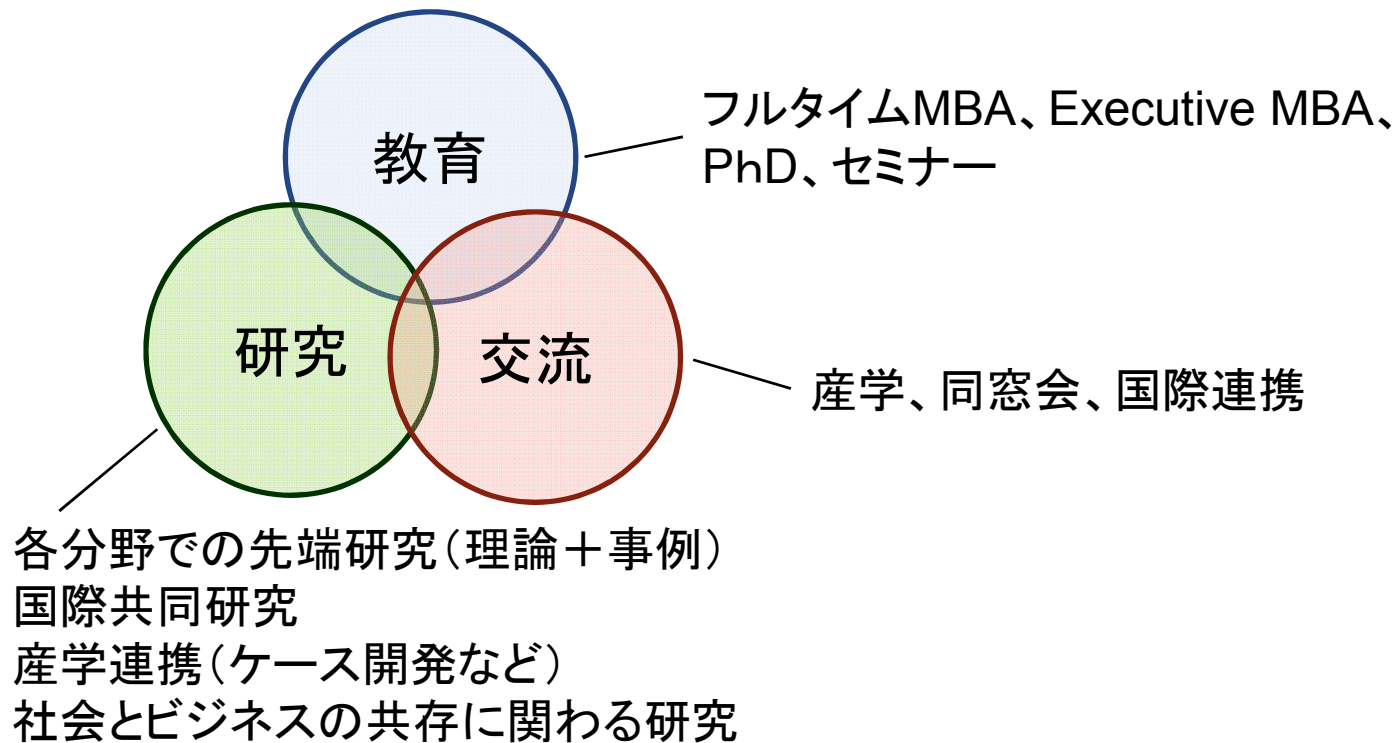 教育
フルタイムMBA、Executive MBA、
PhD、セミナー
研究
交流
産学、同窓会、国際連携
各分野での先端研究(理論+事例)
国際共同研究
産学連携(ケース開発など)
社会とビジネスの共存に関わる研究